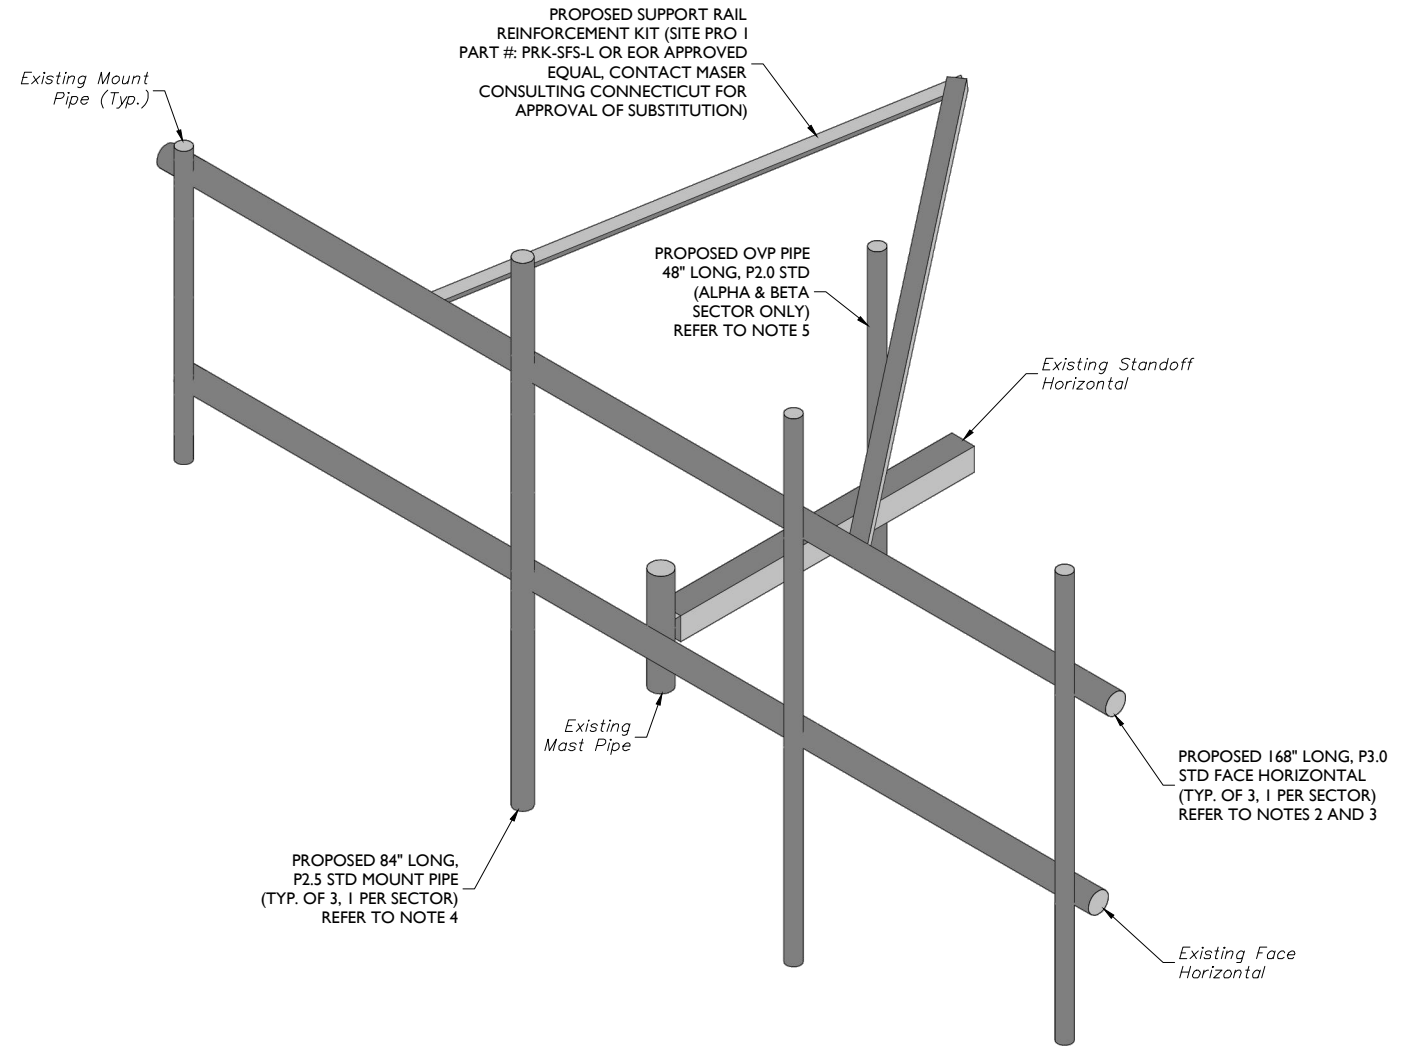 PROPOSED SUPPORT RAIL
REINFORCEMENT KIT (SITE PRO 1
PART #: PRK-SFS-L OR EOR APPROVED
EQUAL, CONTACT MASER
CONSULTING CONNECTICUT FOR
APPROVAL OF SUBSTITUTION)
Existing Mount
Pipe (Typ.)
PROPOSED OVP PIPE
48" LONG, P2.0 STD
(ALPHA & BETA
SECTOR ONLY)
REFER TO NOTE 5
Existing Standoff
Horizontal
Existing
Mast Pipe
PROPOSED 168" LONG, P3.0
STD FACE HORIZONTAL
(TYP. OF 3, 1 PER SECTOR)
REFER TO NOTES 2 AND 3
PROPOSED 84" LONG,
P2.5 STD MOUNT PIPE
(TYP. OF 3, 1 PER SECTOR)
REFER TO NOTE 4
Existing Face
Horizontal